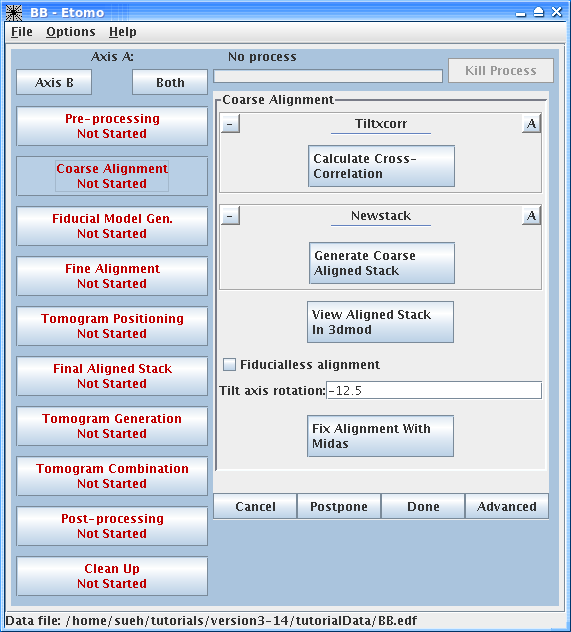 BB - Etomo
File Options Help
Axis A:
No process
Axis B
Both
Kill Process
Pre-processing
Not Started
Coarse Alignment
Not Started
Fiducial Model Gen.
Not Started
Fine Alignment
Not Started
Tomogram Positioning
Not Started
Final Aligned Stack
Not Started
Tomogram Generation
Not Started
Tomogram Combination
Not Started
Post-processing
Not Started
Clean Up
Not Started
Coarse Alignment
- Tiltxcorr A
Calculate Cross-
Correlation
- Newstack A
Generate Coarse
Aligned Stack
View Aligned Stack
In 3dmod
Fiducialless alignment
Tilt axis rotation: -12.5
Fix Alignment With
Midas
Cancel Postpone Done Advanced
Data file: /home/sueh/tutorials/version3-14/tutorialData/BB.edf